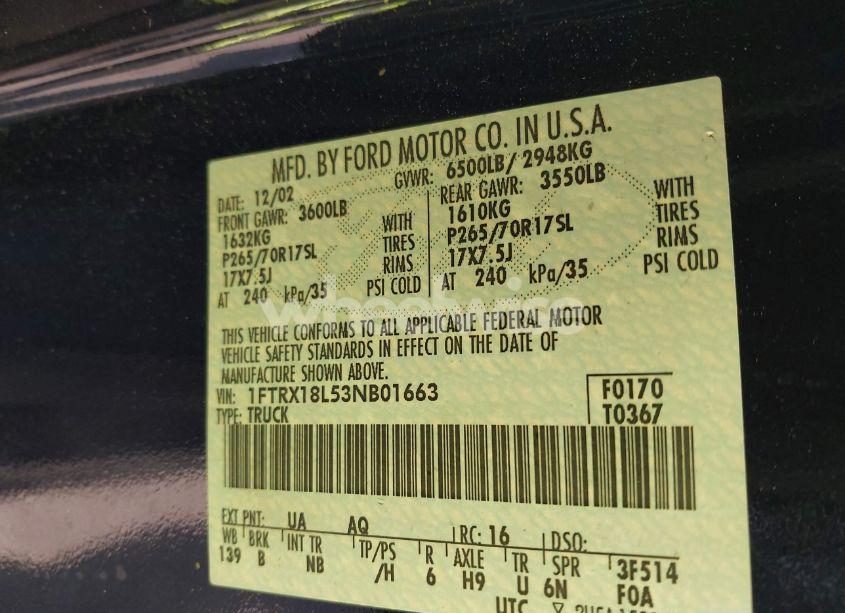 MFD. BY FORD MOTOR CO. IN U.S.A.
DATE: 12/02 GVWR: 6500LB/ 2948KG
FRONT GAWR: 3600LB REAR GAWR: 3550LB
1632KG WITH 1610KG WITH
P265/70R17SL TIRES P265/70R17SL TIRES
17X7.5J RIMS 17X7.5J RIMS
AT 240 kPa/35 PSI COLD AT 240 kPa/35 PSI COLD
THIS VEHICLE CONFORMS TO ALL APPLICABLE FEDERAL MOTOR
VEHICLE SAFETY STANDARDS IN EFFECT ON THE DATE OF
MANUFACTURE SHOWN ABOVE.
VIN: 1FTRX18L53NB01663 F0170
TYPE: TRUCK T0367
EXT PNT: UA AQ RC: 16 DSO:
WB BRK INT TR TP/PS R AXLE TR SPR 3F514
139 B NB /H 6 H9 U 6N F0A
UTC